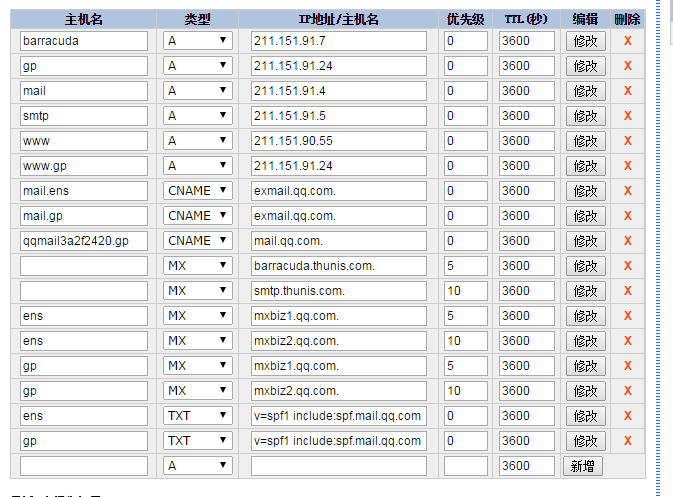 主机名 类型 IP地址/主机名 优先级 TTL(秒) 编辑 删除
barracuda A 211.151.91.7 0 3600 修改 X
gp A 211.151.91.24 0 3600 修改 X
mail A 211.151.91.4 0 3600 修改 X
smtp A 211.151.91.5 0 3600 修改 X
www A 211.151.90.55 0 3600 修改 X
www.gp A 211.151.91.24 0 3600 修改 X
mail.ens CNAME exmail.qq.com. 0 3600 修改 X
mail.gp CNAME exmail.qq.com. 0 3600 修改 X
qqmail3a2f2420.gp CNAME mail.qq.com. 0 3600 修改 X
MX barracuda.thunis.com. 5 3600 修改 X
MX smtp.thunis.com. 10 3600 修改 X
ens MX mxbiz1.qq.com. 5 3600 修改 X
ens MX mxbiz2.qq.com. 10 3600 修改 X
gp MX mxbiz1.qq.com. 5 3600 修改 X
gp MX mxbiz2.qq.com. 10 3600 修改 X
ens TXT v=spf1 include:spf.mail.qq.com 0 3600 修改 X
gp TXT v=spf1 include:spf.mail.qq.com 0 3600 修改 X
A 3600 新增